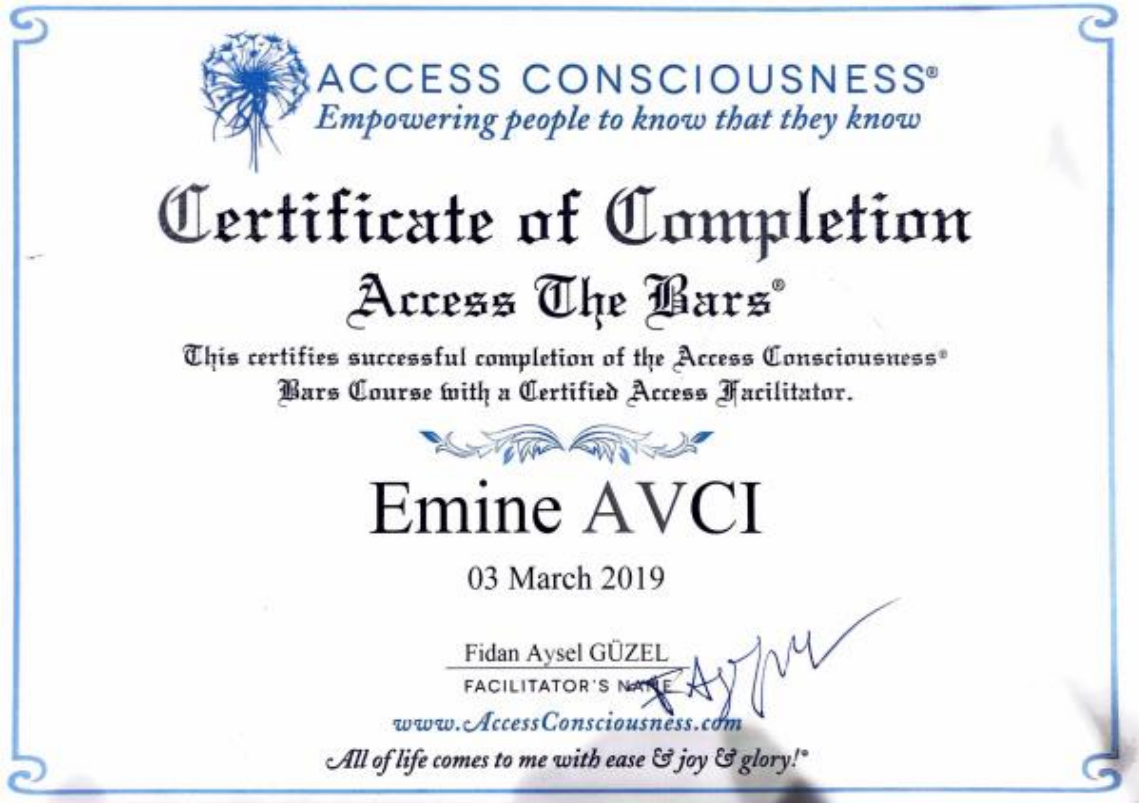 ACCESS CONSCIOUSNESS®
Empowering people to know that they know
Certificate of Completion
Access The Bars®
This certifies successful completion of the Access Consciousness®
Bars Course with a Certified Access Facilitator.
Emine AVCI
03 March 2019
Fidan Aysel GÜZEL
FACILITATOR'S NAME
www.AccessConsciousness.com
All of life comes to me with ease & joy & glory!®